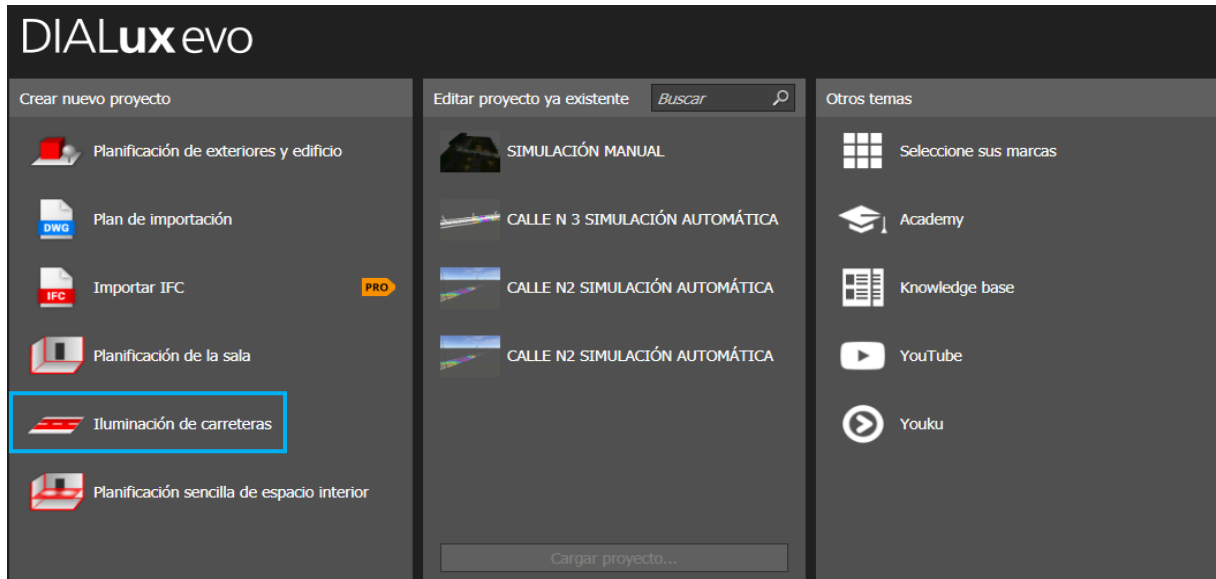 DIALux evo
Crear nuevo proyecto
Planificación de exteriores y edificio
DWG
Plan de importación
IFC
Importar IFC
PRO
Planificación de la sala
Iluminación de carreteras
Planificación sencilla de espacio interior
Editar proyecto ya existente
Buscar
SIMULACIÓN MANUAL
CALLE N 3 SIMULACIÓN AUTOMÁTICA
CALLE N2 SIMULACIÓN AUTOMÁTICA
CALLE N2 SIMULACIÓN AUTOMÁTICA
Cargar proyecto...
Otros temas
Seleccione sus marcas
Academy
Knowledge base
YouTube
Youku